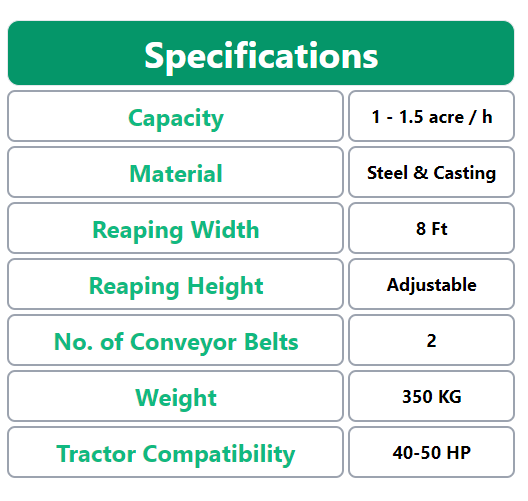 Specifications
Capacity 1 - 1.5 acre / h
Material Steel & Casting
Reaping Width 8 Ft
Reaping Height Adjustable
No. of Conveyor Belts 2
Weight 350 KG
Tractor Compatibility 40-50 HP